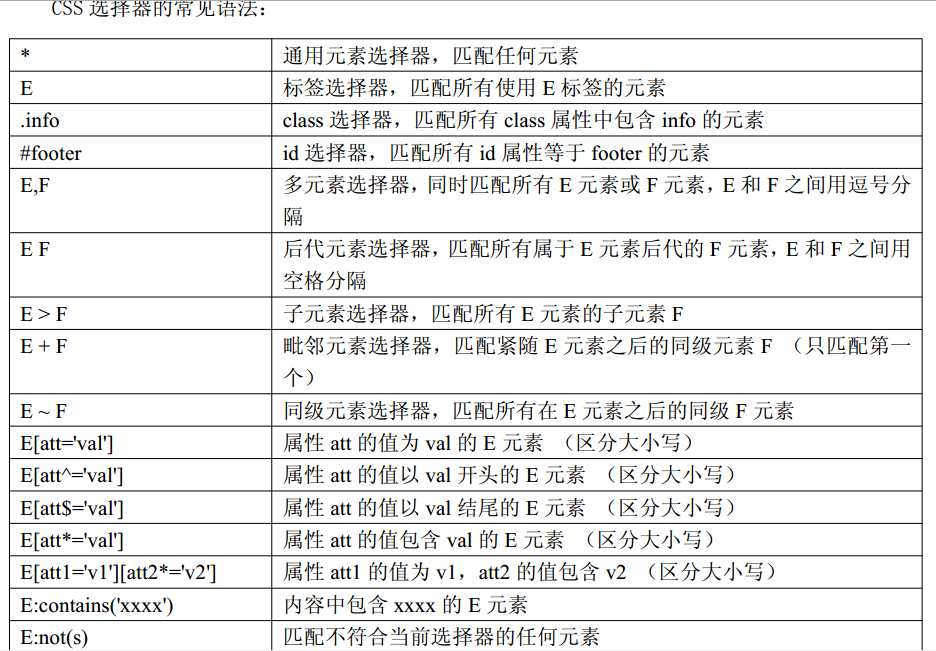 CSS 选择器的常见语法：
* 通用元素选择器，匹配任何元素
E 标签选择器，匹配所有使用 E 标签的元素
.info class 选择器，匹配所有 class 属性中包含 info 的元素
#footer id 选择器，匹配所有 id 属性等于 footer 的元素
E,F 多元素选择器，同时匹配所有 E 元素或 F 元素，E 和 F 之间用逗号分
隔
E F 后代元素选择器，匹配所有属于 E 元素后代的 F 元素，E 和 F 之间用
空格分隔
E > F 子元素选择器，匹配所有 E 元素的子元素 F
E + F 毗邻元素选择器，匹配紧随 E 元素之后的同级元素 F （只匹配第一
个）
E ~ F 同级元素选择器，匹配所有在 E 元素之后的同级 F 元素
E[att='val'] 属性 att 的值为 val 的 E 元素 （区分大小写）
E[att^='val'] 属性 att 的值以 val 开头的 E 元素 （区分大小写）
E[att$='val'] 属性 att 的值以 val 结尾的 E 元素 （区分大小写）
E[att*='val'] 属性 att 的值包含 val 的 E 元素 （区分大小写）
E[att1='v1'][att2*='v2'] 属性 att1 的值为 v1，att2 的值包含 v2 （区分大小写）
E:contains('xxxx') 内容中包含 xxxx 的 E 元素
E:not(s) 匹配不符合当前选择器的任何元素